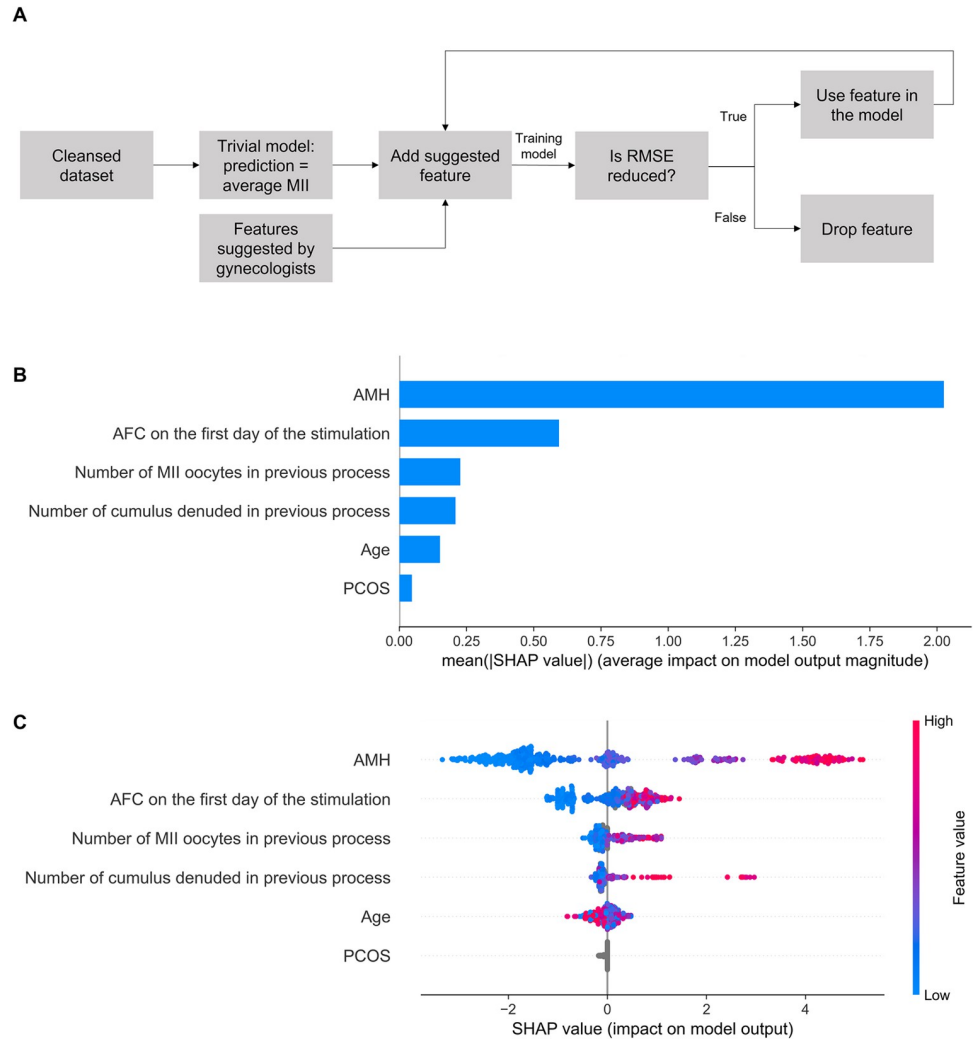 A
Cleansed
dataset
Trivial model:
prediction =
average MII
Features
suggested by
gynecologists
Add suggested
feature
Training
model
Is RMSE
reduced?
True
False
Use feature in
the model
Drop feature
B
AMH
AFC on the first day of the stimulation
Number of MII oocytes in previous process
Number of cumulus denuded in previous process
Age
PCOS
0.00 0.25 0.50 0.75 1.00 1.25 1.50 1.75 2.00
mean(|SHAP value|) (average impact on model output magnitude)
C
AMH
AFC on the first day of the stimulation
Number of MII oocytes in previous process
Number of cumulus denuded in previous process
Age
PCOS
−2 0 2 4
SHAP value (impact on model output)
High
Feature value
Low